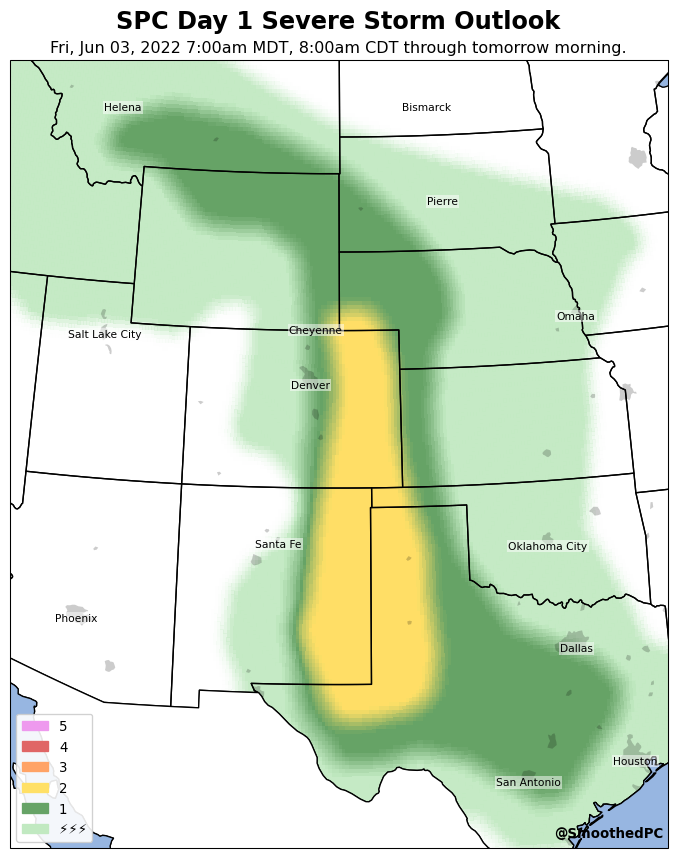 SPC Day 1 Severe Storm Outlook
Fri, Jun 03, 2022 7:00am MDT, 8:00am CDT through tomorrow morning.
Helena
Bismarck
Pierre
Omaha
Cheyenne
Salt Lake City
Denver
Santa Fe
Oklahoma City
Phoenix
Dallas
Houston
San Antonio
5
4
3
2
1
⚡⚡⚡
@SmoothedPC